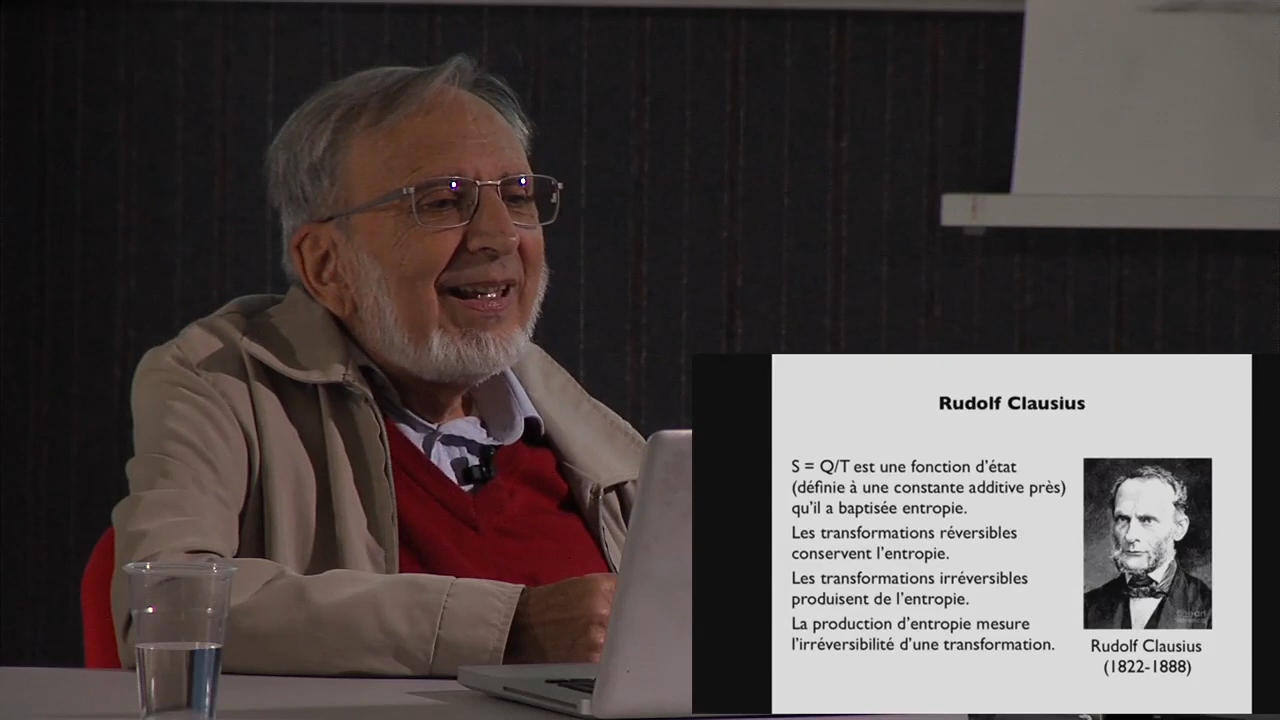 Rudolf Clausius
S = Q/T est une fonction d'état
(définie à une constante additive près)
qu'il a baptisée entropie.
Les transformations réversibles
conservent l'entropie.
Les transformations irréversibles
produisent de l'entropie.
La production d'entropie mesure
l'irréversibilité d'une transformation.
Rudolf Clausius
(1822-1888)